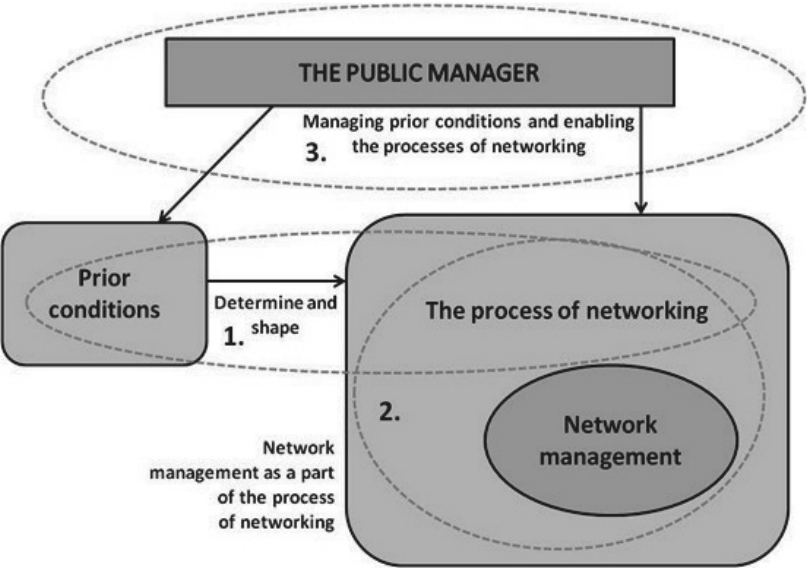 THE PUBLIC MANAGER
Managing prior conditions and enabling
3. the processes of networking
Prior
conditions
Determine and
1. shape
The process of networking
2.
Network
management
Network
management as a part
of the process
of networking